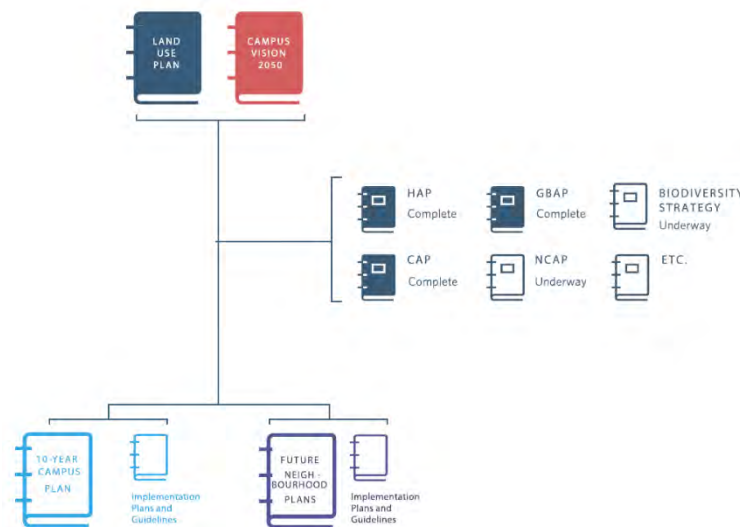 LAND
USE
PLAN
CAMPUS
VISION
2050
HAP
Complete
GBAP
Complete
BIODIVERSITY
STRATEGY
Underway
CAP
Complete
NCAP
Underway
ETC.
10-YEAR
CAMPUS
PLAN
Implementation
Plans and
Guidelines
FUTURE
NEIGH -
BOURHOOD
PLANS
Implementation
Plans and
Guidelines